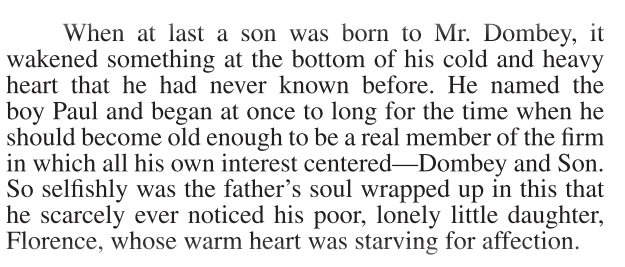 When at last a son was born to Mr. Dombey, it
wakened something at the bottom of his cold and heavy
heart that he had never known before. He named the
boy Paul and began at once to long for the time when he
should become old enough to be a real member of the firm
in which all his own interest centered—Dombey and Son.
So selfishly was the father’s soul wrapped up in this that
he scarcely ever noticed his poor, lonely little daughter,
Florence, whose warm heart was starving for affection.